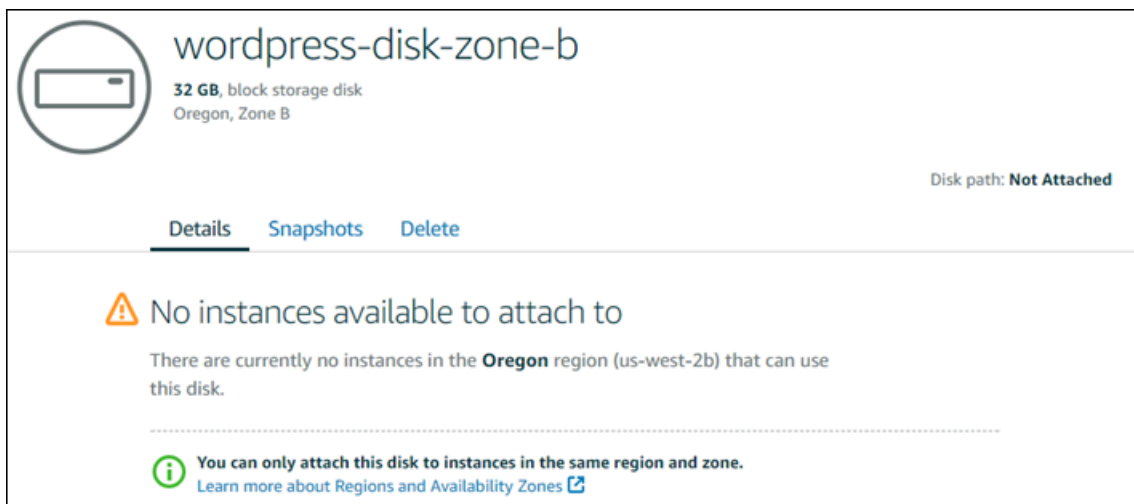 wordpress-disk-zone-b
32 GB, block storage disk
Oregon, Zone B
Disk path: Not Attached
Details Snapshots Delete
No instances available to attach to
There are currently no instances in the Oregon region (us-west-2b) that can use
this disk.
You can only attach this disk to instances in the same region and zone.
Learn more about Regions and Availability Zones